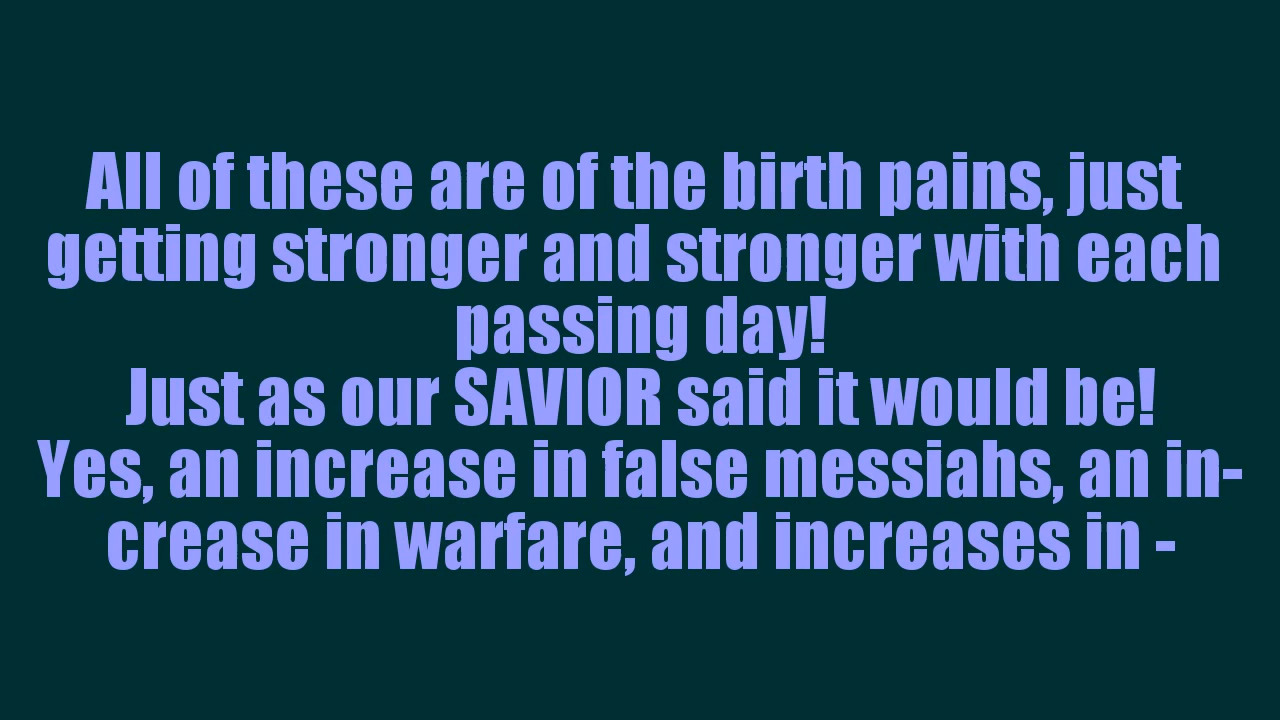 All of these are of the birth pains, just
getting stronger and stronger with each
passing day!
Just as our SAVIOR said it would be!
Yes, an increase in false messiahs, an in-
crease in warfare, and increases in -